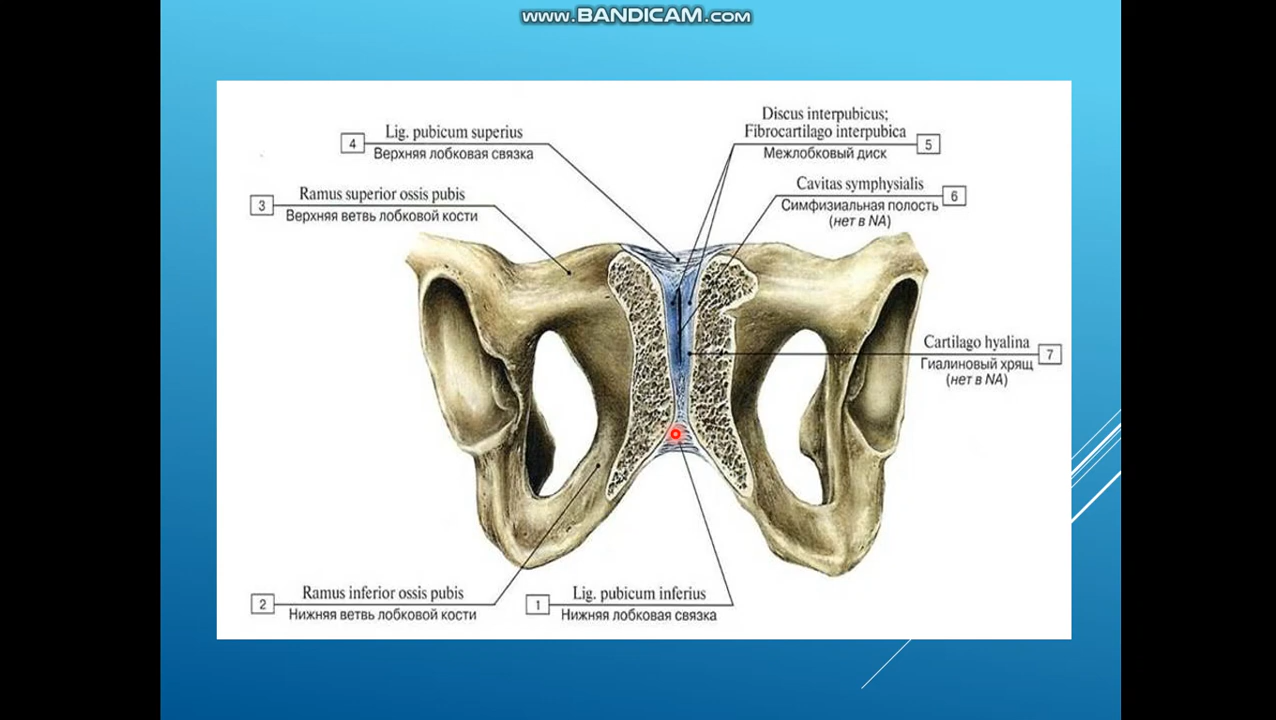 www.BANDICAM.com
Discus interpubicus;
Fibrocartilago interpubica
5
Межлобковый диск
4
Lig. pubicum superius
Верхняя лобковая связка
Cavitas symphysialis
6
Симфизиальная полость
(нет в NA)
3
Ramus superior ossis pubis
Верхняя ветвь лобковой кости
Cartilago hyalina
7
Гиалиновый хрящ
(нет в NA)
2
Ramus inferior ossis pubis
Нижняя ветвь лобковой кости
1
Lig. pubicum inferius
Нижняя лобковая связка